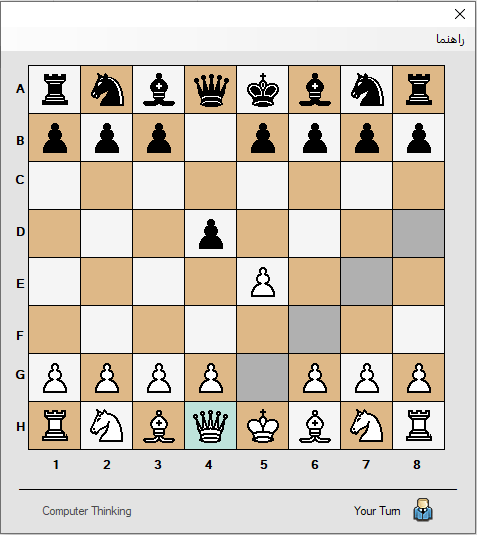 راهنما
A
B
C
D
E
F
G
H
1 2 3 4 5 6 7 8
Computer Thinking Your Turn